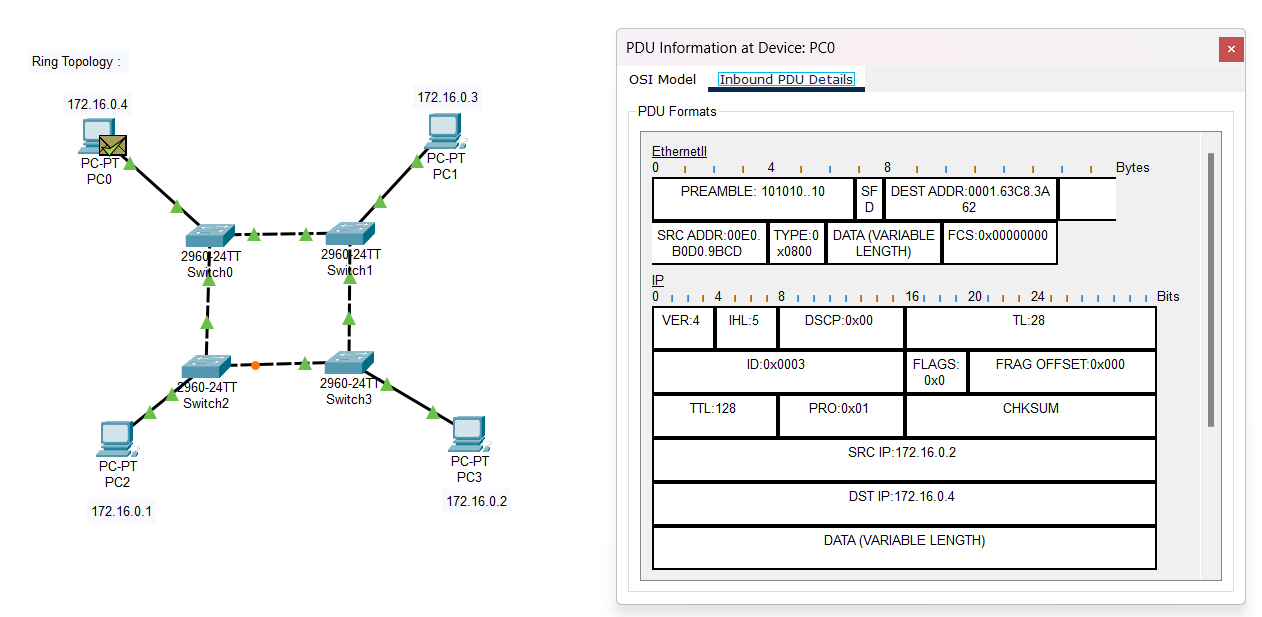 Ring Topology :
172.16.0.4
PC-PT
PC0
172.16.0.3
PC-PT
PC1
2960-24TT
Switch0
2960-24TT
Switch1
2960-24TT
Switch2
2960-24TT
Switch3
PC-PT
PC2
172.16.0.1
PC-PT
PC3
172.16.0.2
PDU Information at Device: PC0
OSI Model Inbound PDU Details
PDU Formats
EthernetII
0 4 8 Bytes
PREAMBLE: 101010..10
SF
D
DEST ADDR:0001.63C8.3A
62
SRC ADDR:00E0.
B0D0.9BCD
TYPE:0
x0800
DATA (VARIABLE
LENGTH)
FCS:0x00000000
IP
0 4 8 16 20 24 Bits
VER:4 IHL:5 DSCP:0x00 TL:28
ID:0x0003
FLAGS:
0x0
FRAG OFFSET:0x000
TTL:128 PRO:0x01 CHKSUM
SRC IP:172.16.0.2
DST IP:172.16.0.4
DATA (VARIABLE LENGTH)